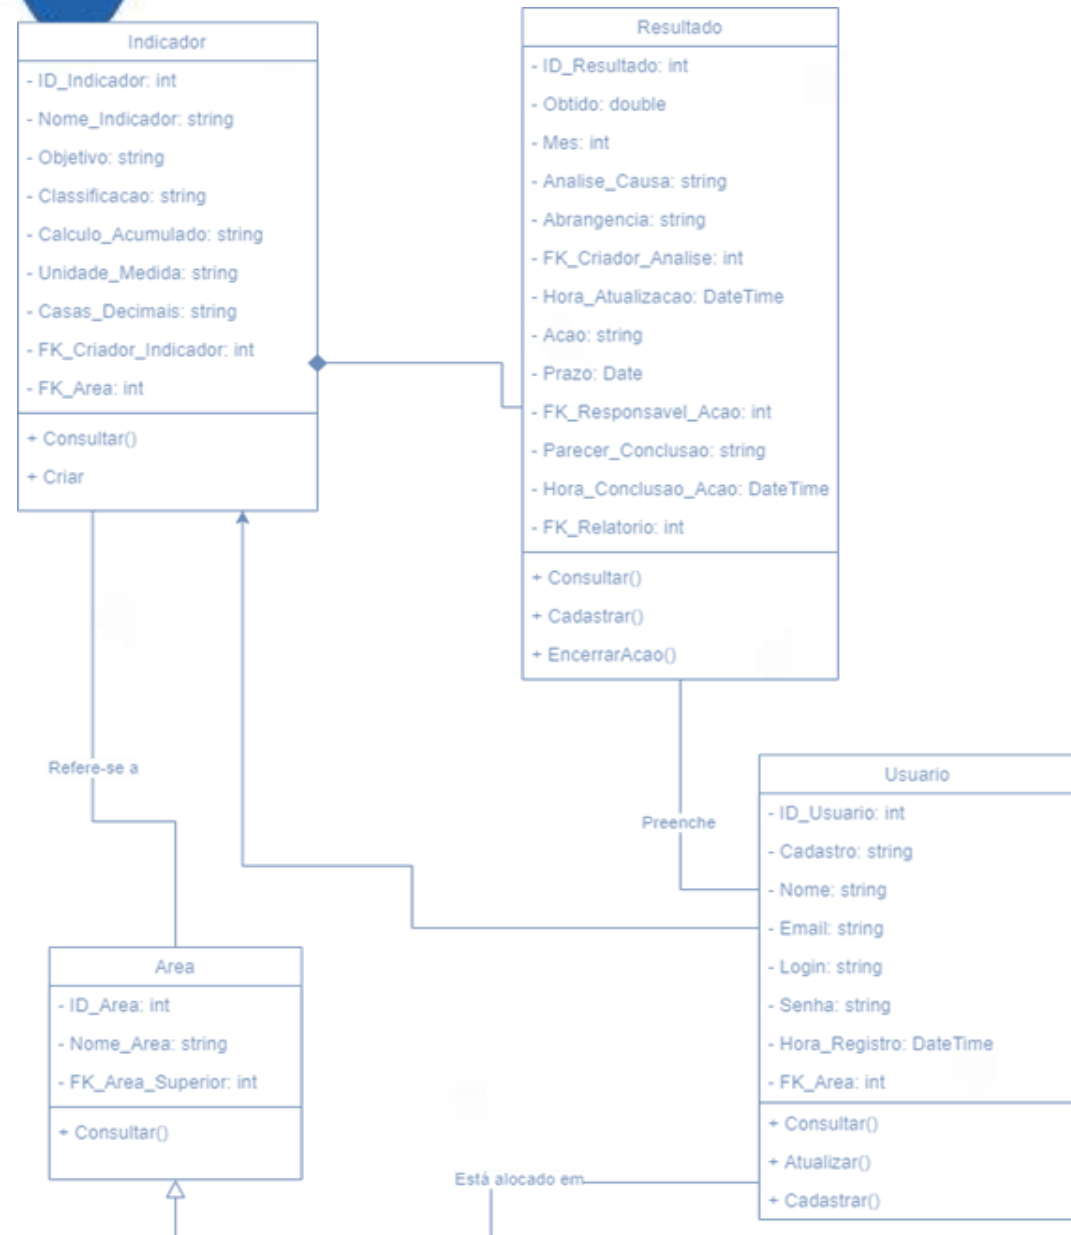 Indicador
- ID_Indicador: int
- Nome_Indicador: string
- Objetivo: string
- Classificacao: string
- Calculo_Acumulado: string
- Unidade_Medida: string
- Casas_Decimais: string
- FK_Criador_Indicador: int
- FK_Area: int
+ Consultar()
+ Criar
Resultado
- ID_Resultado: int
- Obtido: double
- Mes: int
- Analise_Causa: string
- Abrangencia: string
- FK_Criador_Analise: int
- Hora_Atualizacao: DateTime
- Acao: string
- Prazo: Date
- FK_Responsavel_Acao: int
- Parecer_Conclusao: string
- Hora_Conclusao_Acao: DateTime
- FK_Relatorio: int
+ Consultar()
+ Cadastrar()
+ EncerrarAcao()
Refere-se a
Preenche
Usuario
- ID_Usuario: int
- Cadastro: string
- Nome: string
- Email: string
- Login: string
- Senha: string
- Hora_Registro: DateTime
- FK_Area: int
+ Consultar()
+ Atualizar()
+ Cadastrar()
Area
- ID_Area: int
- Nome_Area: string
- FK_Area_Superior: int
+ Consultar()
Está alocado em